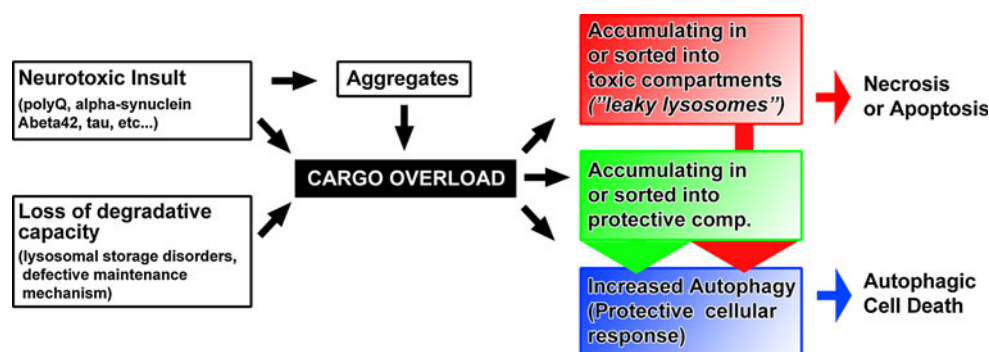 Neurotoxic Insult
(polyQ, alpha-synuclein
Abeta42, tau, etc...)
Aggregates
Loss of degradative
capacity
(lysosomal storage disorders,
defective maintenance
mechanism)
CARGO OVERLOAD
Accumulating in
or sorted into
toxic compartments
("leaky lysosomes")
Necrosis
or Apoptosis
Accumulating in
or sorted into
protective comp.
Increased Autophagy
(Protective cellular
response)
Autophagic
Cell Death